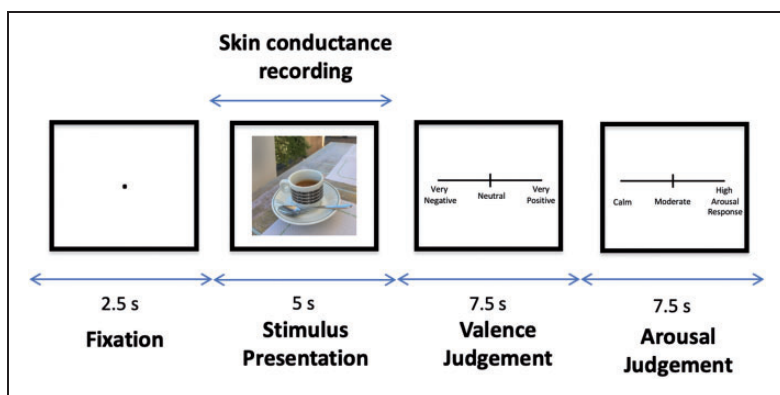 Skin conductance
recording
Very
Negative
Neutral
Very
Positive
Calm
Moderate
High
Arousal
Response
2.5 s
5 s
7.5 s
7.5 s
Fixation
Stimulus
Presentation
Valence
Judgement
Arousal
Judgement